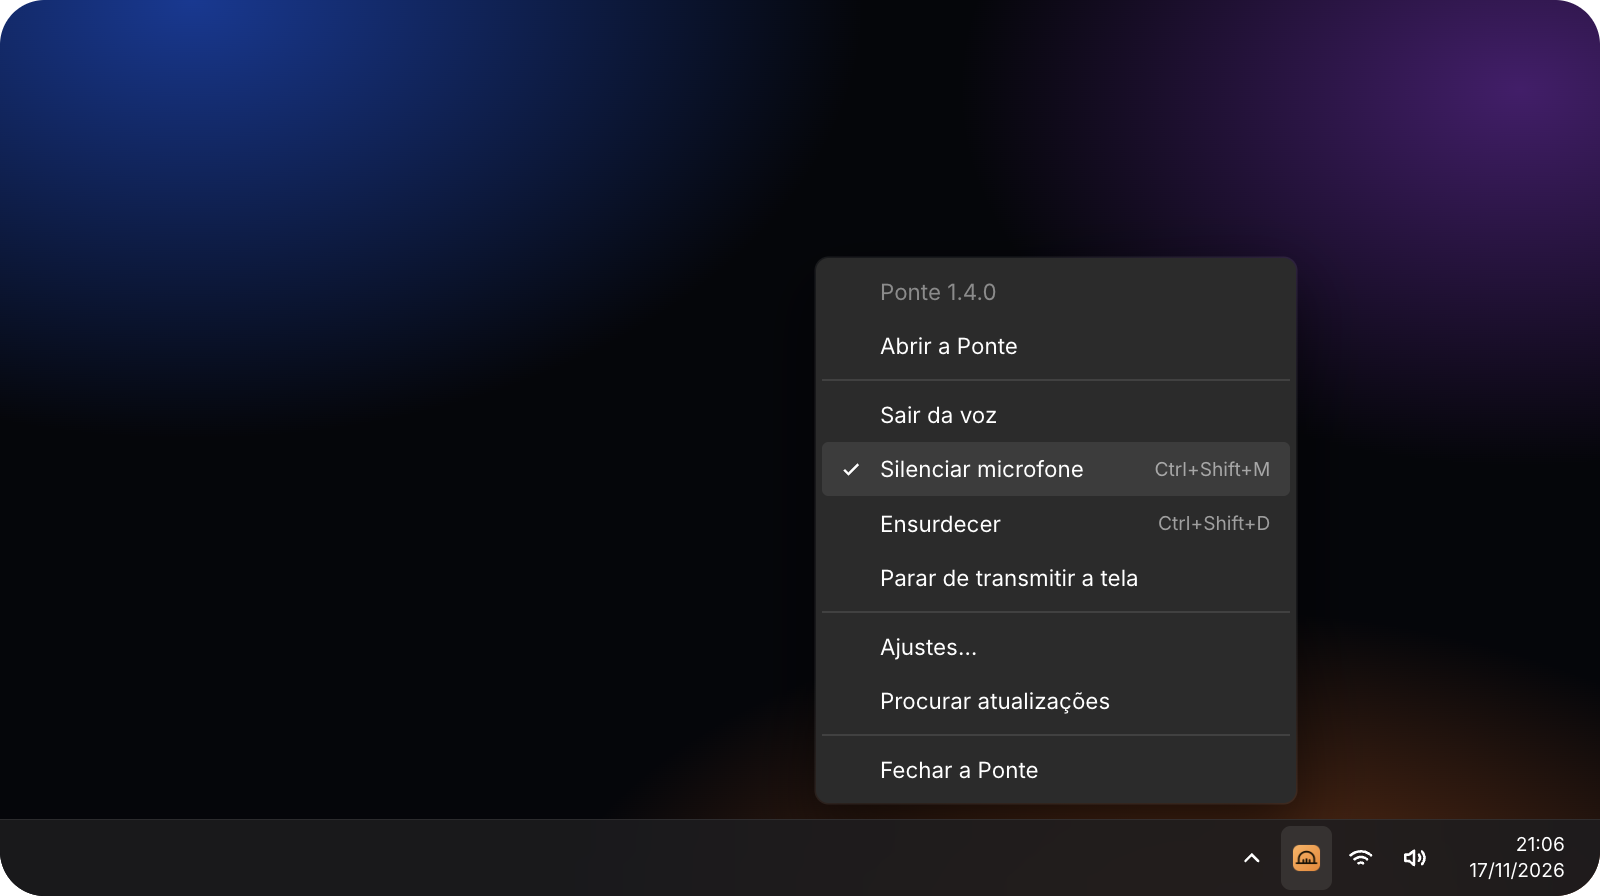 Ponte 1.4.0
Abrir a Ponte
Sair da voz
Silenciar microfone Ctrl+Shift+M
Ensurdecer Ctrl+Shift+D
Parar de transmitir a tela
Ajustes...
Procurar atualizações
Fechar a Ponte
21:06
17/11/2026